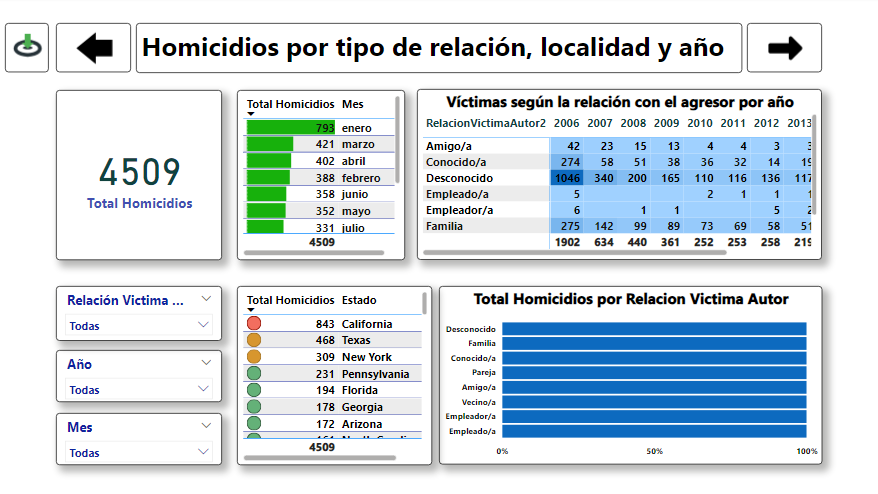 Homicidios por tipo de relación, localidad y año
4509
Total Homicidios
Total Homicidios Mes
793 enero
421 marzo
402 abril
388 febrero
358 junio
352 mayo
331 julio
4509
Víctimas según la relación con el agresor por año
RelacionVictimaAutor2 2006 2007 2008 2009 2010 2011 2012 2013
Amigo/a 42 23 15 13 4 4 3
Conocido/a 274 58 51 38 36 32 14 19
Desconocido 1046 340 200 165 110 116 136 117
Empleado/a 5 2 1 1
Empleador/a 6 1 1 5
Familia 275 142 99 89 73 69 58 51
1902 634 440 361 252 253 258 219
Relación Victima ...
Todas
Año
Todas
Mes
Todas
Total Homicidios Estado
843 California
468 Texas
309 New York
231 Pennsylvania
194 Florida
178 Georgia
172 Arizona
4509
Total Homicidios por Relacion Victima Autor
Desconocido
Familia
Conocido/a
Pareja
Amigo/a
Vecino/a
Empleador/a
Empleado/a
0% 50% 100%